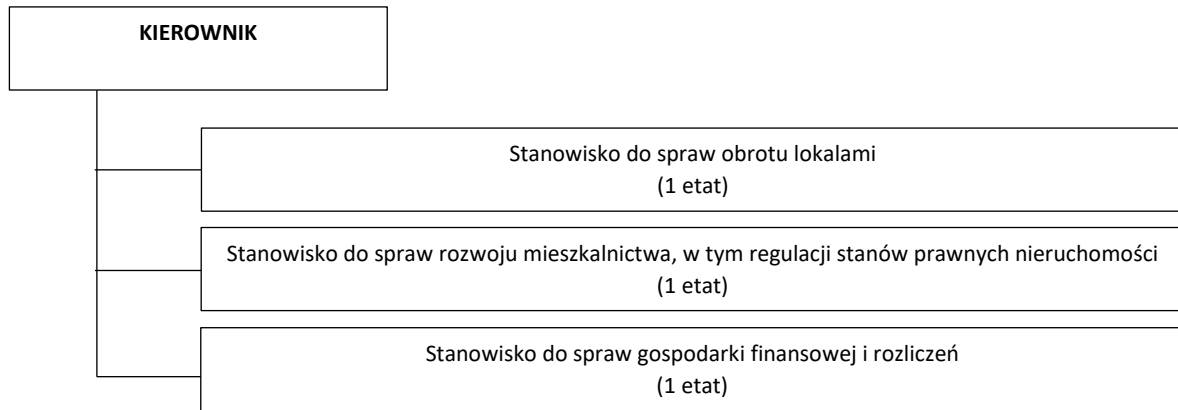 KIEROWNIK
Stanowisko do spraw obrotu lokalami
(1 etat)
Stanowisko do spraw rozwoju mieszkalnictwa, w tym regulacji stanów prawnych nieruchomości
(1 etat)
Stanowisko do spraw gospodarki finansowej i rozliczeń
(1 etat)